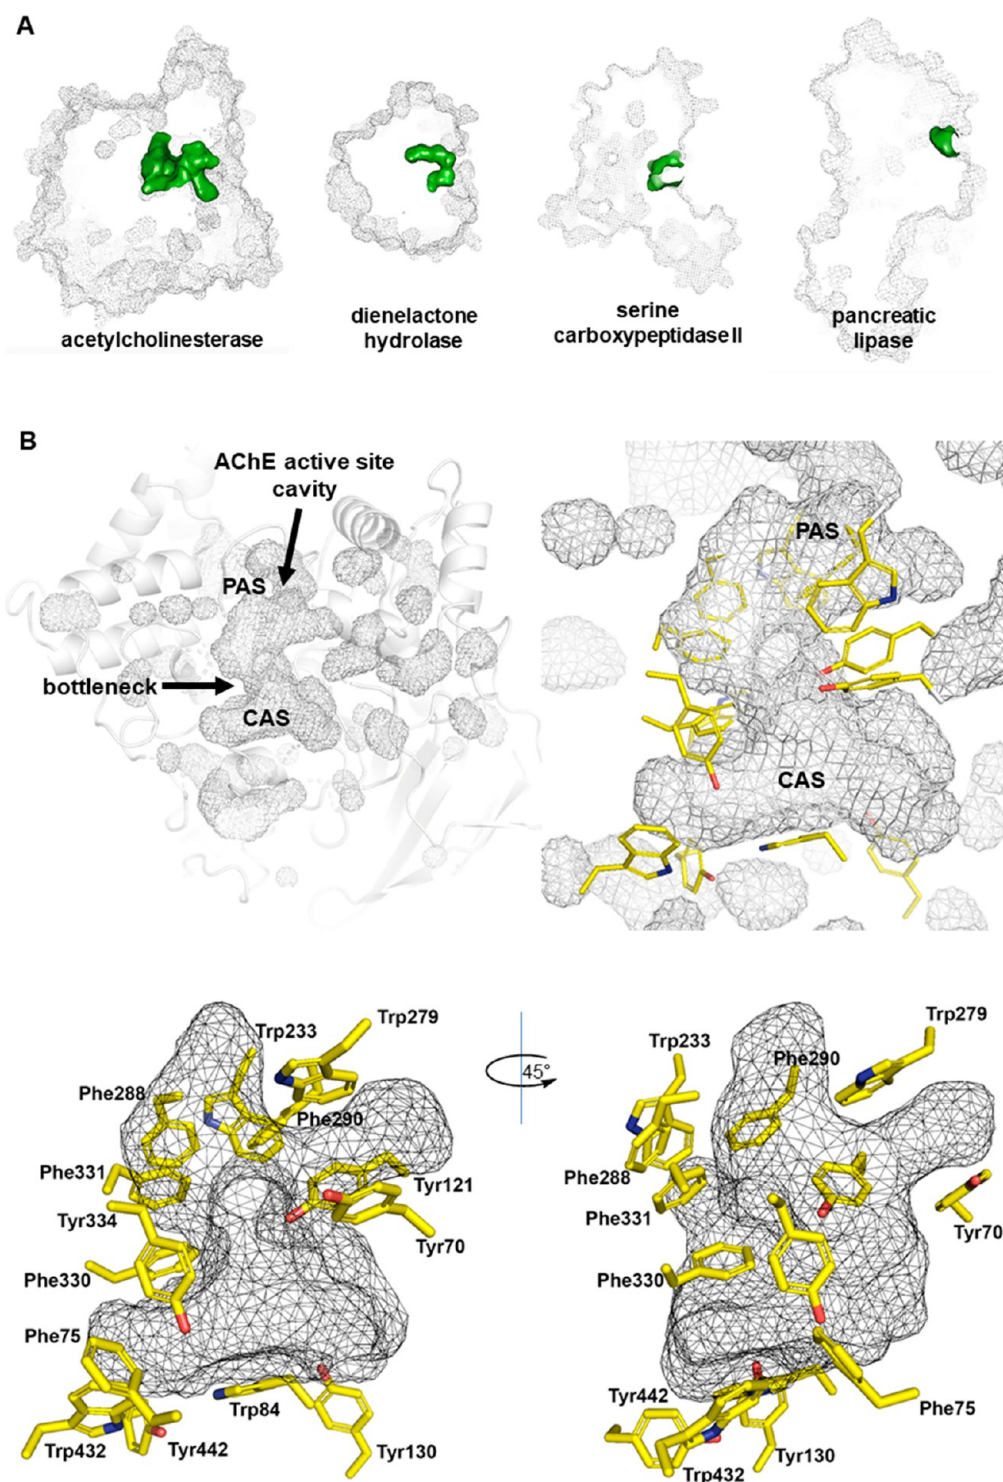 A
acetylcholinesterase
dienelactone
hydrolase
serine
carboxypeptidase II
pancreatic
lipase
B
AChE active site
cavity
PAS
bottleneck
CAS
PAS
CAS
Trp233
Trp279
Phe288
Phe290
Phe331
Tyr121
Tyr334
Tyr70
Phe330
Phe75
Trp84
Trp432
Tyr442
Tyr130
45°
Trp233
Phe290
Trp279
Phe288
Phe331
Tyr70
Phe330
Tyr442
Phe75
Trp432
Tyr130